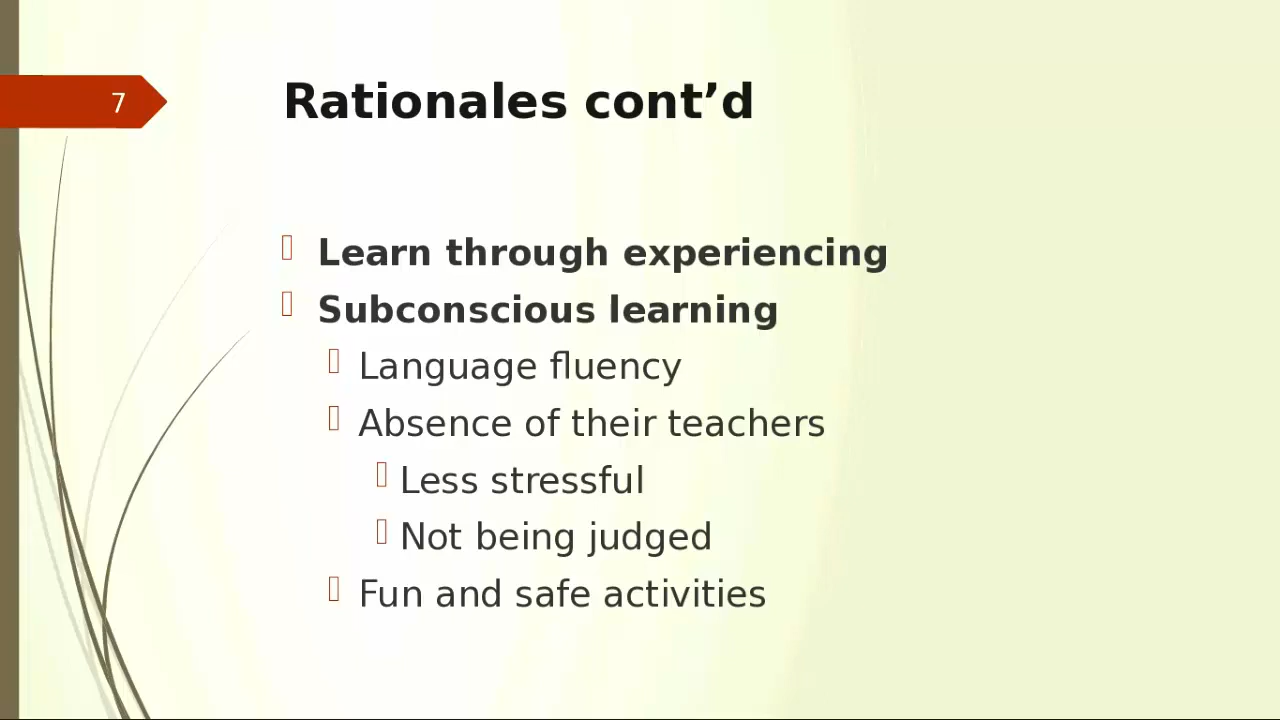 7
Rationales cont’d
Learn through experiencing
Subconscious learning
Language fluency
Absence of their teachers
Less stressful
Not being judged
Fun and safe activities